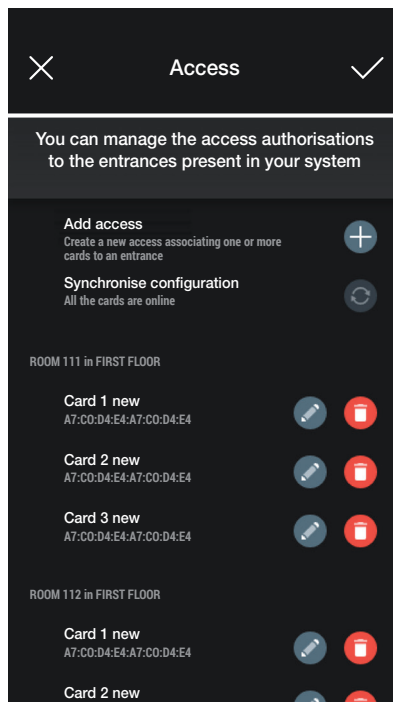 Access
You can manage the access authorisations
to the entrances present in your system
Add access
Create a new access associating one or more
cards to an entrance
Synchronise configuration
All the cards are online
ROOM 111 in FIRST FLOOR
Card 1 new
A7:C0:D4:E4:A7:C0:D4:E4
Card 2 new
A7:C0:D4:E4:A7:C0:D4:E4
Card 3 new
A7:C0:D4:E4:A7:C0:D4:E4
ROOM 112 in FIRST FLOOR
Card 1 new
A7:C0:D4:E4:A7:C0:D4:E4
Card 2 new